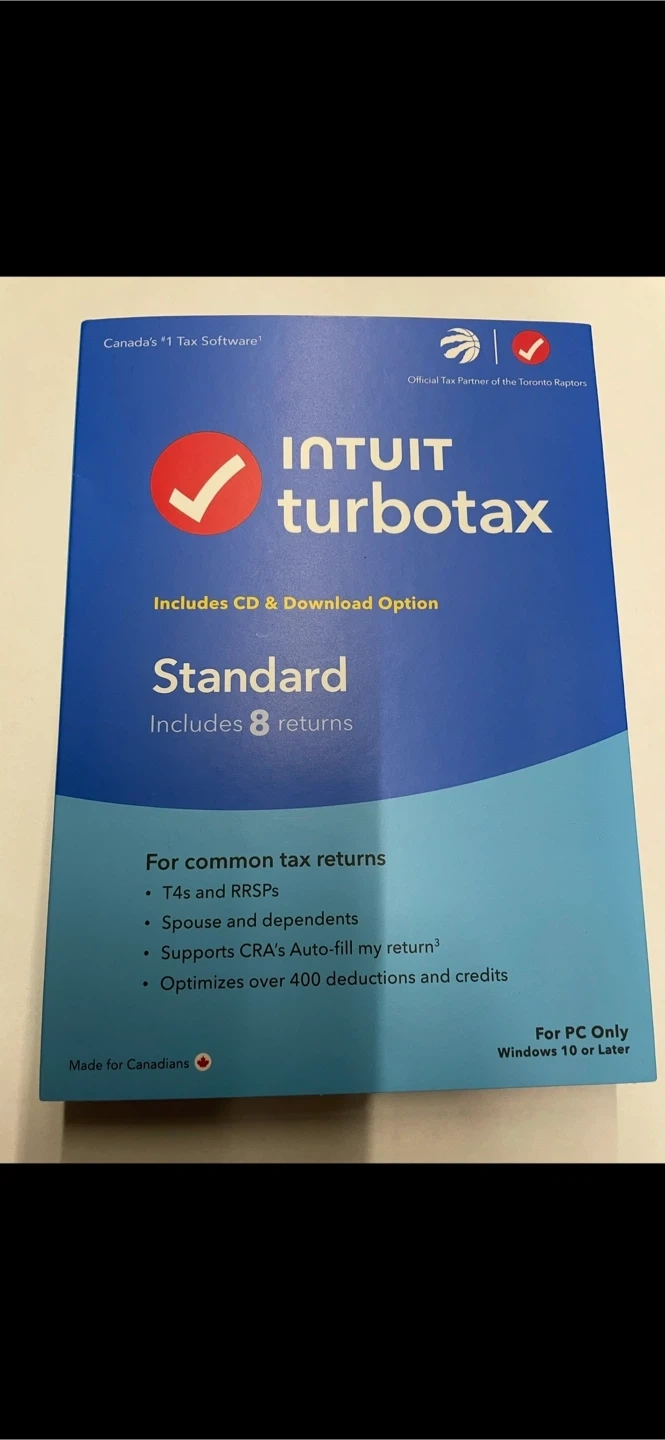 Canada's #1 Tax Software¹
Official Tax Partner of the Toronto Raptors
INTUIT
turbotax
Includes CD & Download Option
Standard
Includes 8 returns
For common tax returns
• T4s and RRSPs
• Spouse and dependents
• Supports CRA's Auto-fill my return³
• Optimizes over 400 deductions and credits
For PC Only
Windows 10 or Later
Made for Canadians